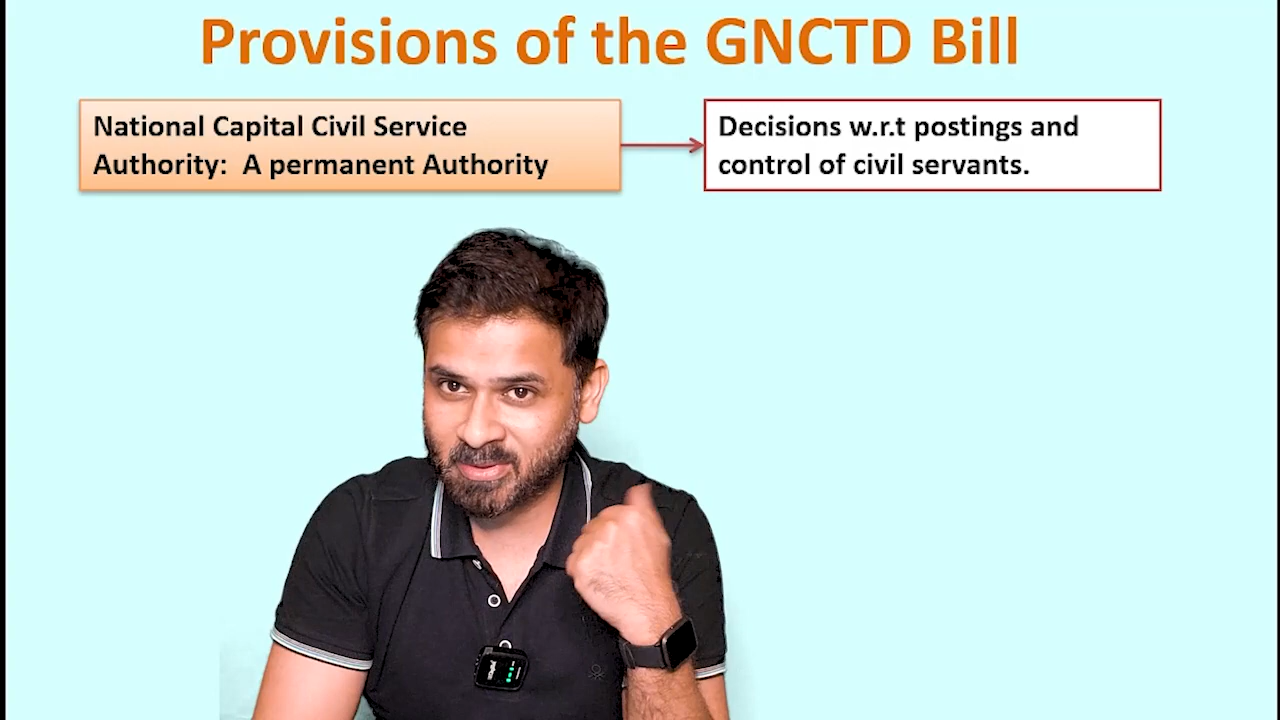 Provisions of the GNCTD Bill
National Capital Civil Service
Authority: A permanent Authority
Decisions w.r.t postings and
control of civil servants.